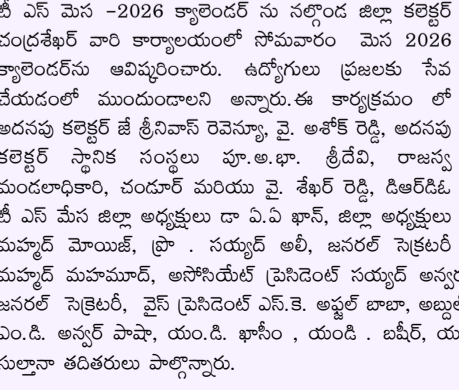 టీ ఎస్ మెస -2026 క్యాలెండర్ ను నల్గొండ జిల్లా కలెక్టర్
చంద్రశేఖర్ వారి కార్యాలయంలో సోమవారం మెస 2026
క్యాలెండర్‌ను ఆవిష్కరించారు. ఉద్యోగులు ప్రజలకు సేవ
చేయడంలో ముందుండాలని అన్నారు.ఈ కార్యక్రమం లో
అదనపు కలెక్టర్ జే శ్రీనివాస్ రెవెన్యూ, వై. అశోక్ రెడ్డి, అదనపు
కలెక్టర్ స్థానిక సంస్థలు పూ.అ.భా. శ్రీదేవి, రాజస్వ
మండలాధికారి, చండూర్ మరియు వై. శేఖర్ రెడ్డి, డిఆర్‌డిఓ
టీ ఎస్ మేస జిల్లా అధ్యక్షులు డా ఏ.ఏ ఖాన్, జిల్లా అధ్యక్షులు
మహ్మద్ మోయిజ్, ప్రొ . సయ్యద్ అలీ, జనరల్ సెక్రటరీ
మహ్మద్ మహమూద్, అసోసియేట్ ప్రెసిడెంట్ సయ్యద్ అన్వర్
జనరల్ సెక్రెటరీ, వైస్ ప్రెసిడెంట్ ఎస్.కె. అఫ్జల్ బాబా,
ఎం.డి. అన్వర్ పాషా, యం.డి. ఖాసీం , యండి . బషీర్,
సుల్తానా తదితరులు పాల్గొన్నారు.